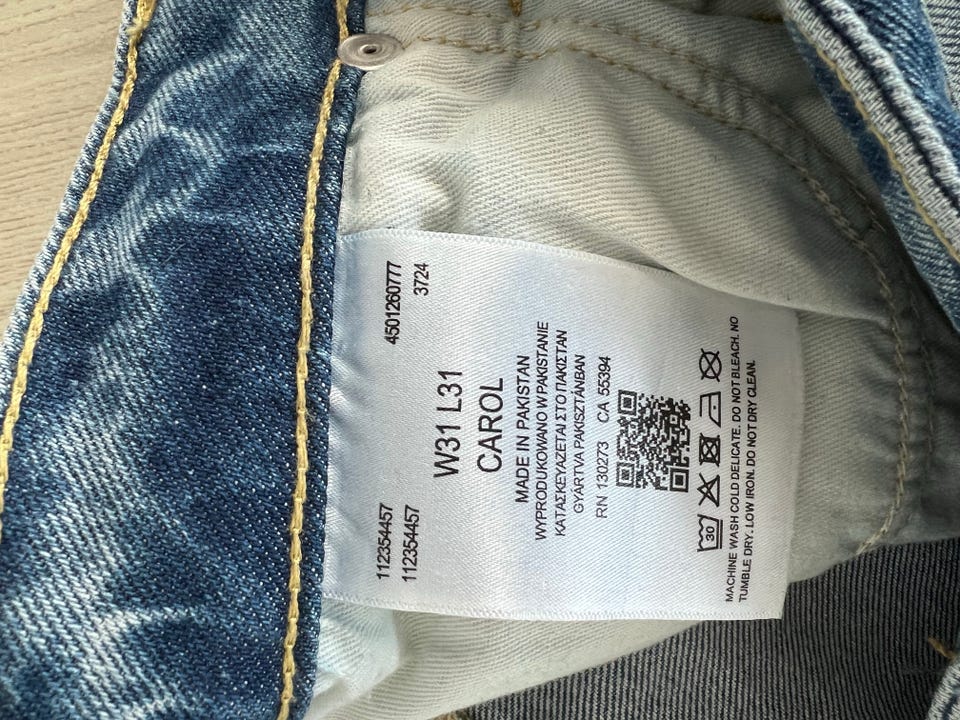 112354457 4501260777
112354457 3724
W31 L31
CAROL
MADE IN PAKISTAN
WYPRODUKOWANO W PAKISTANIE
ΚΑΤΑΣΚΕΥΑΖΕΤΑΙ ΣΤΟ ΠΑΚΙΣΤΑΝ
GYÁRTVA PAKISZTÁNBAN
RN 130273 CA 55394
30
MACHINE WASH COLD DELICATE. DO NOT BLEACH. NO
TUMBLE DRY. LOW IRON. DO NOT DRY CLEAN.